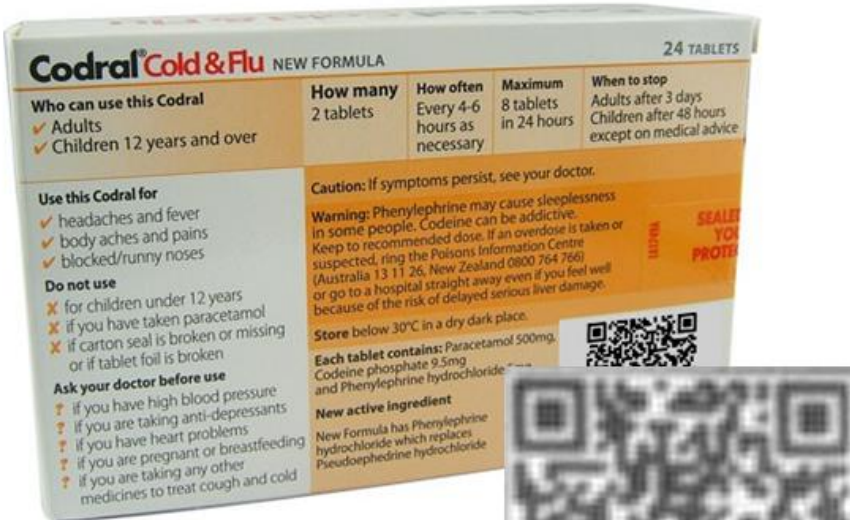 Codral® Cold & Flu NEW FORMULA
24 TABLETS
Who can use this Codral
✓ Adults
✓ Children 12 years and over
How many
2 tablets
How often
Every 4-6
hours as
necessary
Maximum
8 tablets
in 24 hours
When to stop
Adults after 3 days
Children after 48 hours
except on medical advice
Use this Codral for
✓ headaches and fever
✓ body aches and pains
✓ blocked/runny noses
Do not use
✗ for children under 12 years
✗ if you have taken paracetamol
✗ if carton seal is broken or missing
or if tablet foil is broken
Ask your doctor before use
? if you have high blood pressure
? if you are taking anti-depressants
? if you have heart problems
? if you are pregnant or breastfeeding
? if you are taking any other
medicines to treat cough and cold
Caution: If symptoms persist, see your doctor.
Warning: Phenylephrine may cause sleeplessness
in some people. Codeine can be addictive.
Keep to recommended dose. If an overdose is taken or
suspected, ring the Poisons Information Centre
(Australia 13 11 26, New Zealand 0800 764 766)
or go to a hospital straight away even if you feel well
because of the risk of delayed serious liver damage.
Store below 30°C in a dry dark place.
Each tablet contains: Paracetamol 500mg,
Codeine phosphate 9.5mg
and Phenylephrine hydrochloride
New active ingredient
New Formula has Phenylephrine
hydrochloride which replaces
Pseudoephedrine hydrochloride
SEALED
YOU
PROTEC